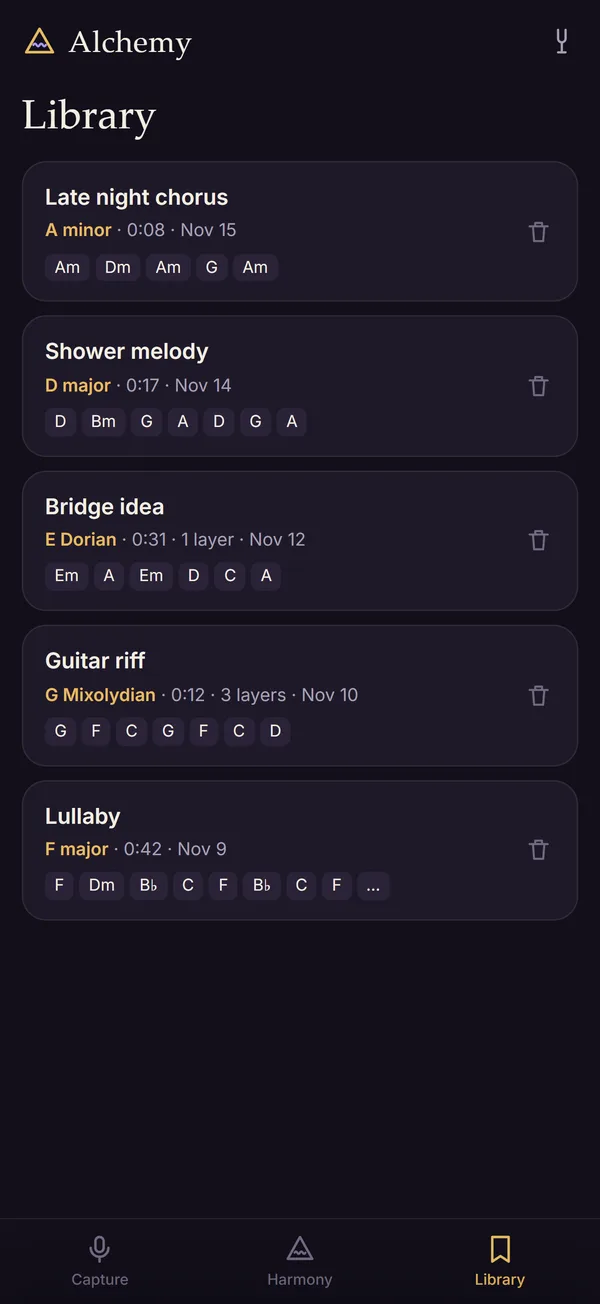 Alchemy
Library
Late night chorus
A minor · 0:08 · Nov 15
Am Dm Am G Am
Shower melody
D major · 0:17 · Nov 14
D Bm G A D G A
Bridge idea
E Dorian · 0:31 · 1 layer · Nov 12
Em A Em D C A
Guitar riff
G Mixolydian · 0:12 · 3 layers · Nov 10
G F C G F C D
Lullaby
F major · 0:42 · Nov 9
F Dm B♭ C F B♭ C F ...
Capture Harmony Library